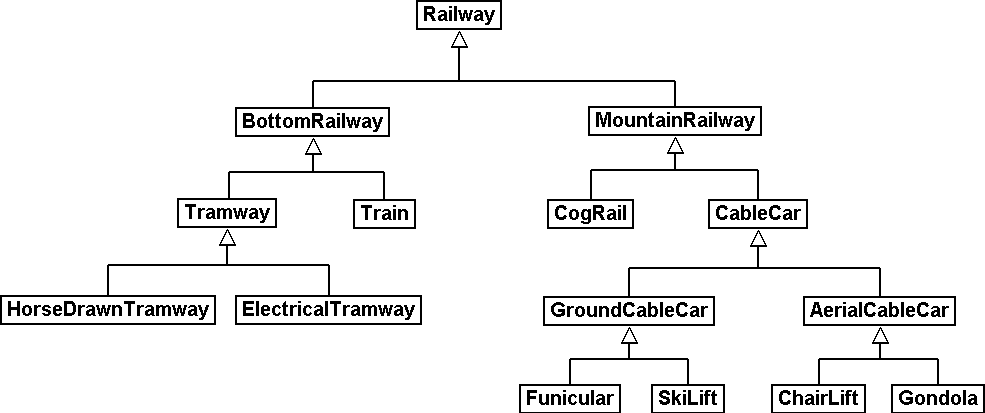 Railway
BottomRailway
MountainRailway
Tramway
Train
CogRail
CableCar
HorseDrawnTramway
ElectricalTramway
GroundCableCar
AerialCableCar
Funicular
SkiLift
ChairLift
Gondola